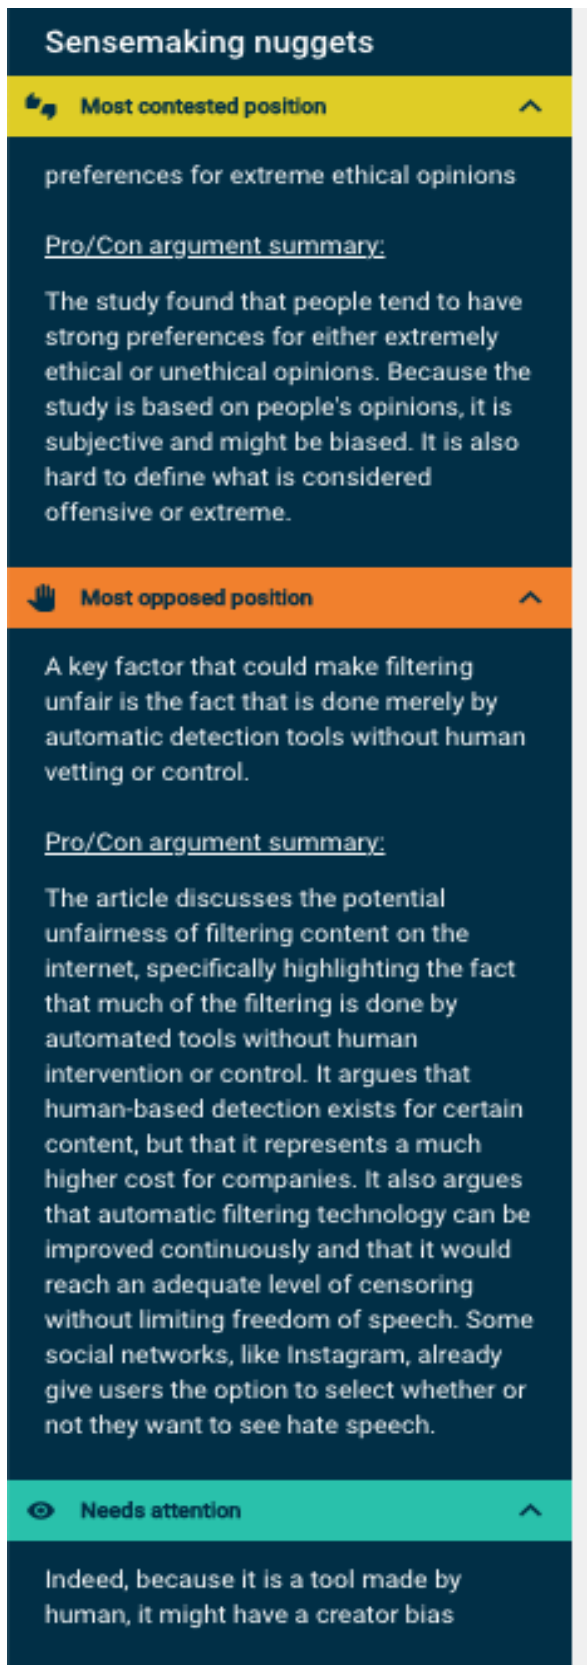 Sensemaking nuggets
Most contested position
preferences for extreme ethical opinions
Pro/Con argument summary:
The study found that people tend to have
strong preferences for either extremely
ethical or unethical opinions. Because the
study is based on people's opinions, it is
subjective and might be biased. It is also
hard to define what is considered
offensive or extreme.
Most opposed position
A key factor that could make filtering
unfair is the fact that is done merely by
automatic detection tools without human
vetting or control.
Pro/Con argument summary:
The article discusses the potential
unfairness of filtering content on the
internet, specifically highlighting the fact
that much of the filtering is done by
automated tools without human
intervention or control. It argues that
human-based detection exists for certain
content, but that it represents a much
higher cost for companies. It also argues
that automatic filtering technology can be
improved continuously and that it would
reach an adequate level of censoring
without limiting freedom of speech. Some
social networks, like Instagram, already
give users the option to select whether or
not they want to see hate speech.
Needs attention
Indeed, because it is a tool made by
human, it might have a creator bias